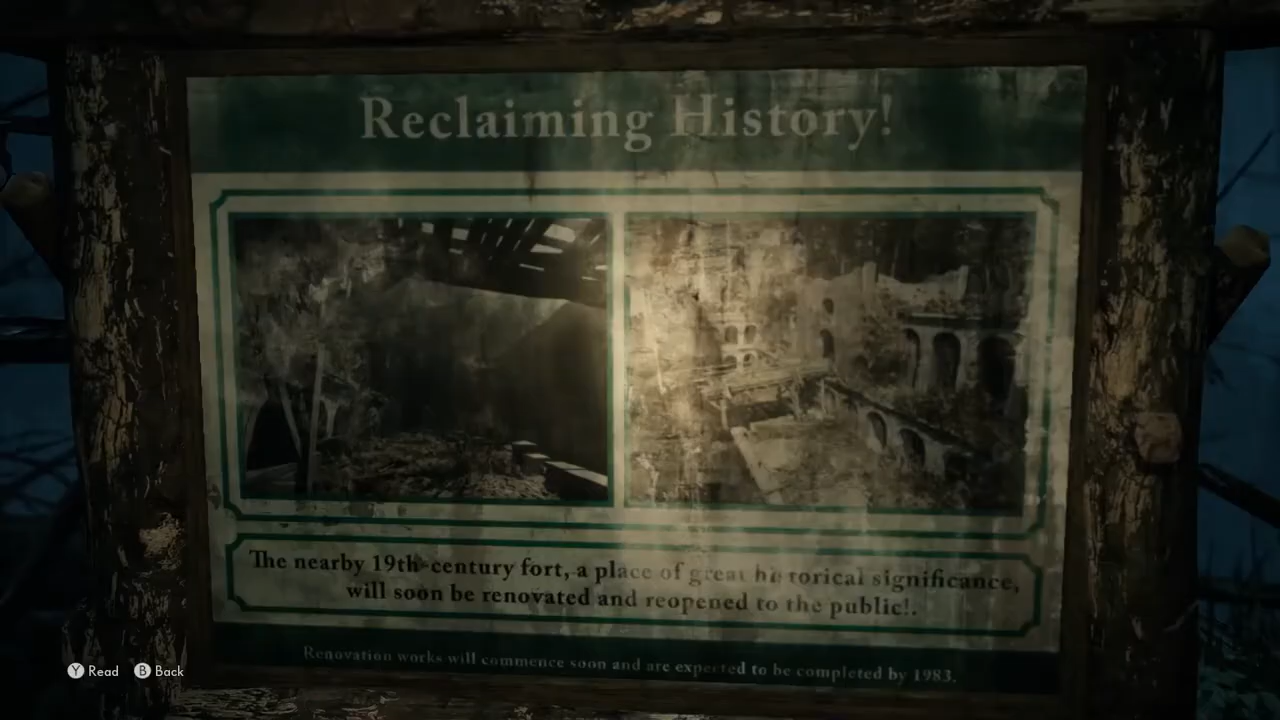 Reclaiming History!
The nearby 19th-century fort, a place of great historical significance,
will soon be renovated and reopened to the public!.
Renovation works will commence soon and are expected to be completed by 1983.
Y Read B Back